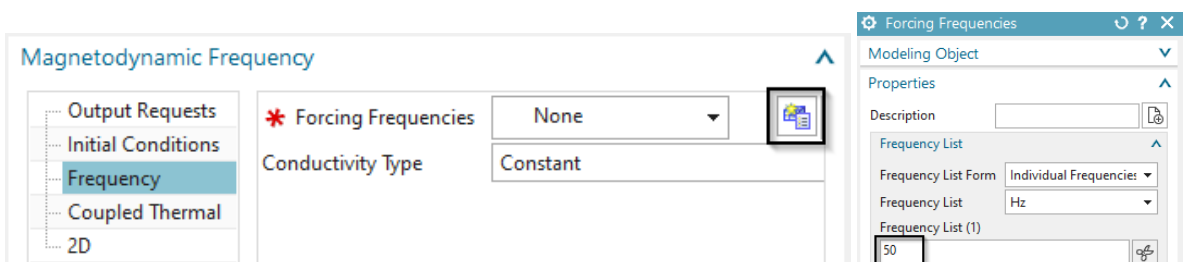 Magnetodynamic Frequency
Output Requests
Initial Conditions
Frequency
Coupled Thermal
2D
* Forcing Frequencies None
Conductivity Type Constant
Forcing Frequencies ? X
Modeling Object
Properties
Description
Frequency List
Frequency List Form Individual Frequencies
Frequency List Hz
Frequency List (1)
50